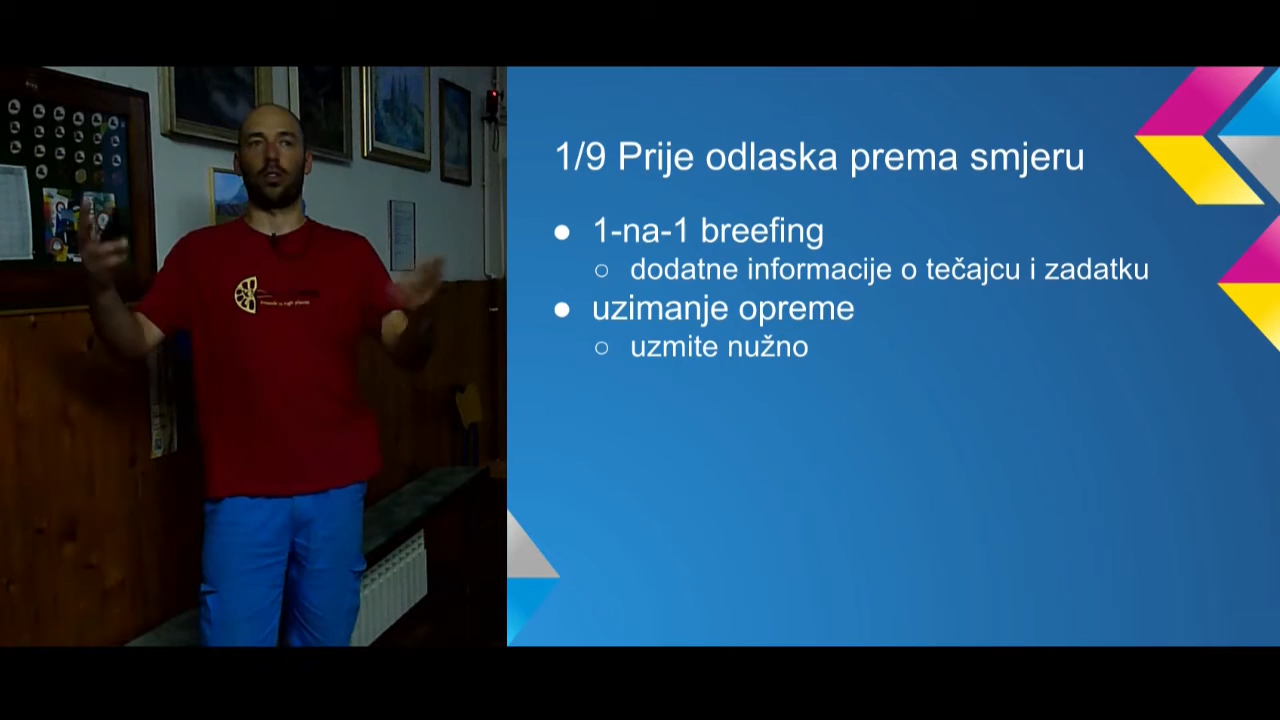 1/9 Prije odlaska prema smjeru
● 1-na-1 breefing
○ dodatne informacije o tečajcu i zadatku
● uzimanje opreme
○ uzmite nužno